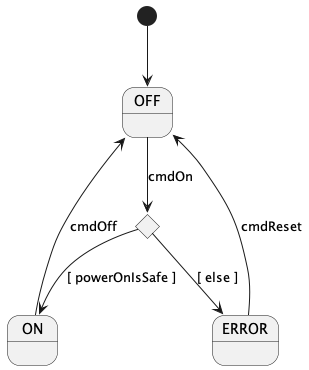 OFF
cmdOn
cmdOff
cmdReset
[ powerOnIsSafe ]
[ else ]
ON
ERROR